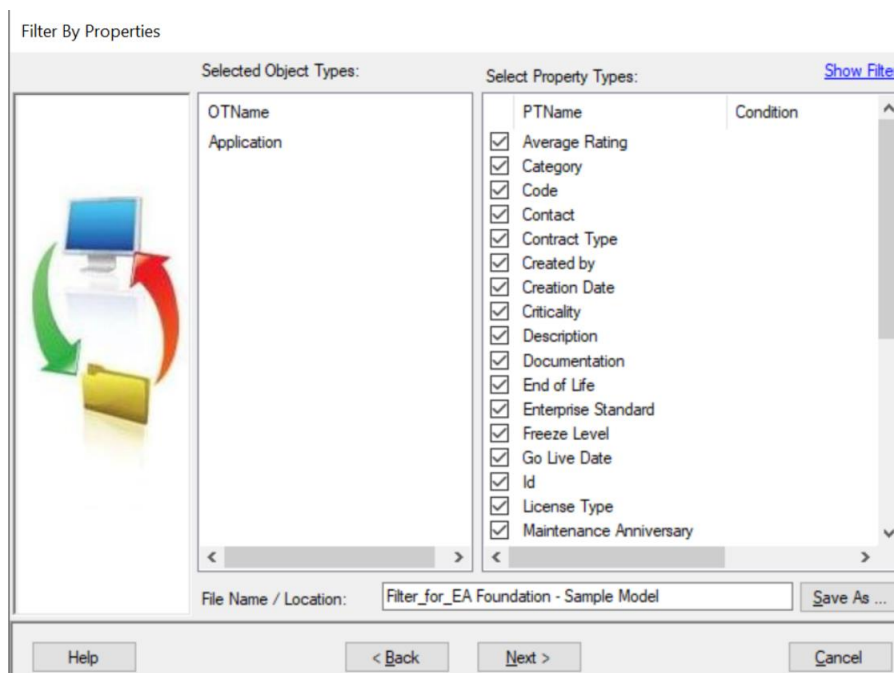 Filter By Properties
Selected Object Types:
Select Property Types:
Show Filte
OTName
Application
PTName Condition
Average Rating
Category
Code
Contact
Contract Type
Created by
Creation Date
Criticality
Description
Documentation
End of Life
Enterprise Standard
Freeze Level
Go Live Date
Id
License Type
Maintenance Anniversary
File Name / Location: Filter_for_EA Foundation - Sample Model Save As ...
Help < Back Next > Cancel